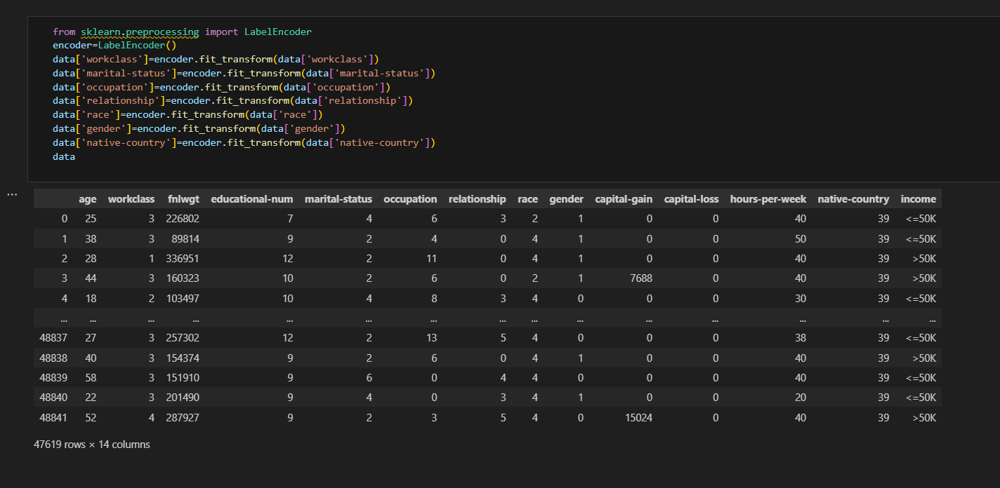 from sklearn.preprocessing import LabelEncoder
encoder=LabelEncoder()
data['workclass']=encoder.fit_transform(data['workclass'])
data['marital-status']=encoder.fit_transform(data['marital-status'])
data['occupation']=encoder.fit_transform(data['occupation'])
data['relationship']=encoder.fit_transform(data['relationship'])
data['race']=encoder.fit_transform(data['race'])
data['gender']=encoder.fit_transform(data['gender'])
data['native-country']=encoder.fit_transform(data['native-country'])
data
...
age workclass fnlwgt educational-num marital-status occupation relationship race gender capital-gain capital-loss hours-per-week native-country income
0 25 3 226802 7 4 6 3 2 1 0 0 40 39 <=50K
1 38 3 89814 9 2 4 0 4 1 0 0 50 39 <=50K
2 28 1 336951 12 2 11 0 4 1 0 0 40 39 >50K
3 44 3 160323 10 2 6 0 2 1 7688 0 40 39 >50K
4 18 2 103497 10 4 8 3 4 0 0 0 30 39 <=50K
... ... ... ... ... ... ... ... ... ... ... ... ... ... ...
48837 27 3 257302 12 2 13 5 4 0 0 0 38 39 <=50K
48838 40 3 154374 9 2 6 0 4 1 0 0 40 39 >50K
48839 58 3 151910 9 6 0 4 4 0 0 0 40 39 <=50K
48840 22 3 201490 9 4 0 3 4 1 0 0 20 39 <=50K
48841 52 4 287927 9 2 3 5 4 0 15024 0 40 39 >50K
47619 rows × 14 columns